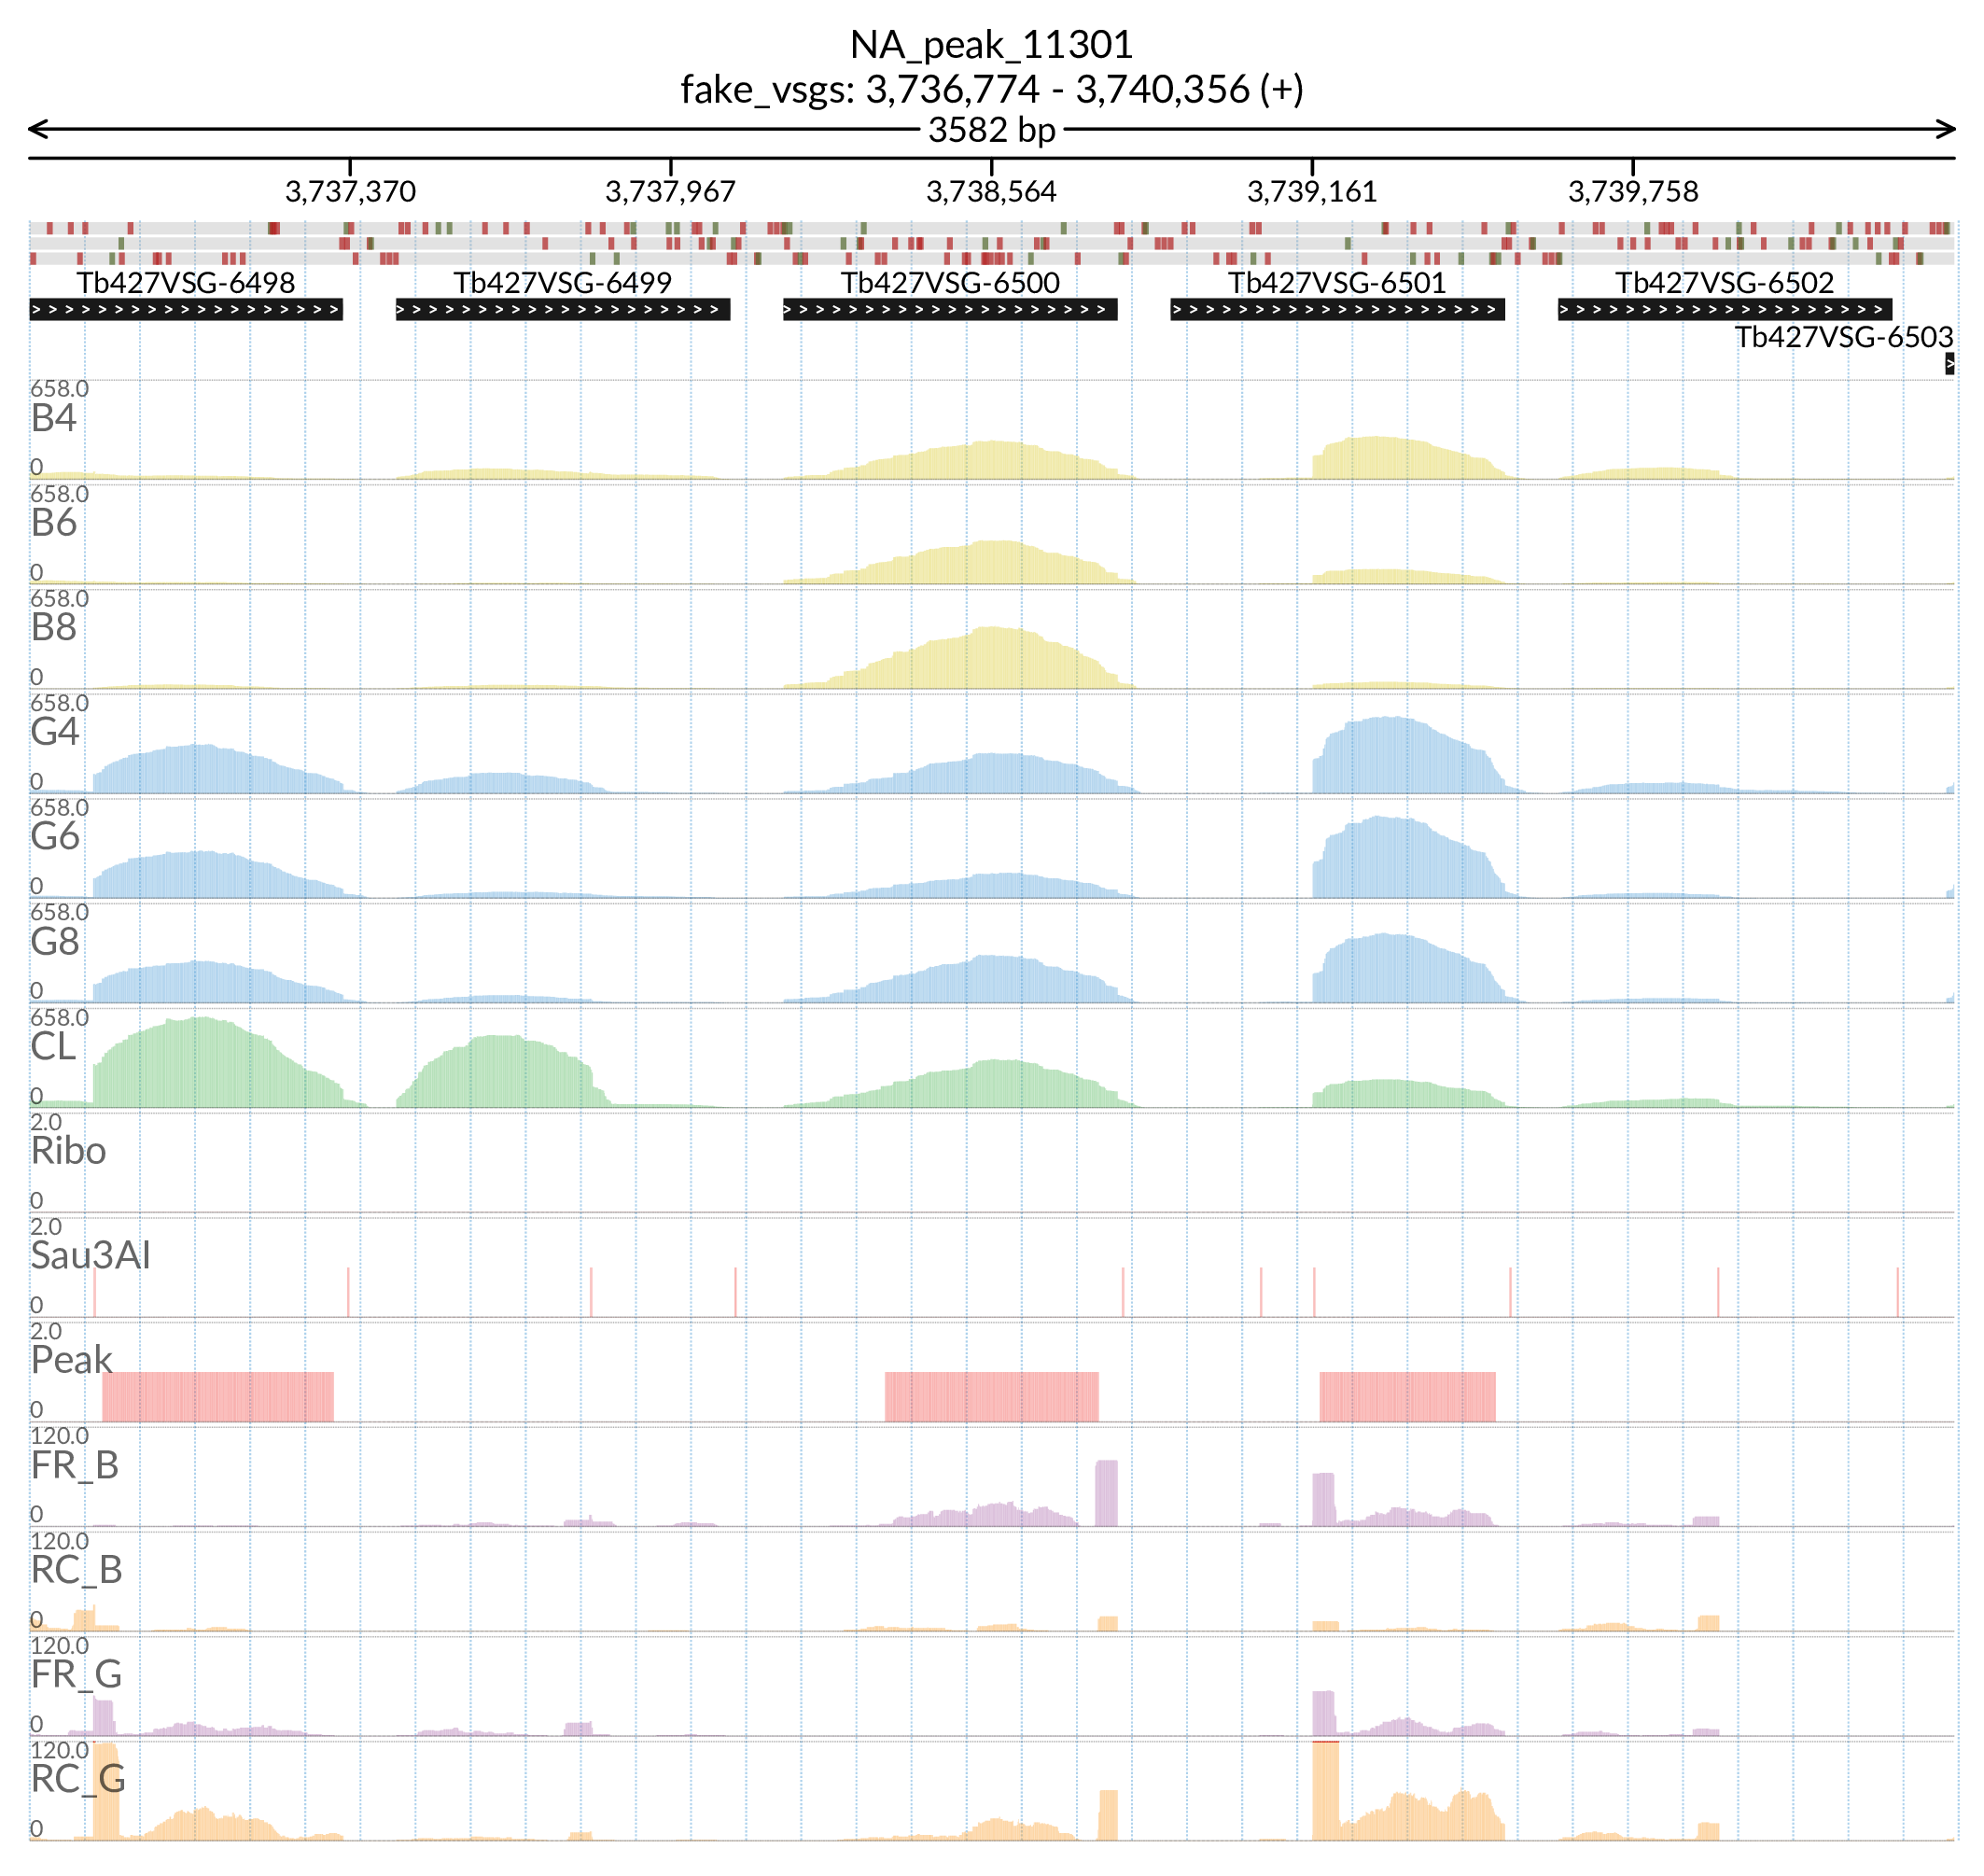 NA_peak_11301
fake_vsgs: 3,736,774 - 3,740,356 (+)
3582 bp
3,737,370 3,737,967 3,738,564 3,739,161 3,739,758
Tb427VSG-6498 Tb427VSG-6499 Tb427VSG-6500 Tb427VSG-6501 Tb427VSG-6502
Tb427VSG-6503
658.0
B4
0
658.0
B6
0
658.0
B8
0
658.0
G4
0
658.0
G6
0
658.0
G8
0
658.0
CL
0
2.0
Ribo
0
2.0
Sau3AI
0
2.0
Peak
0
120.0
FR_B
0
120.0
RC_B
0
120.0
FR_G
0
120.0
RC_G
0